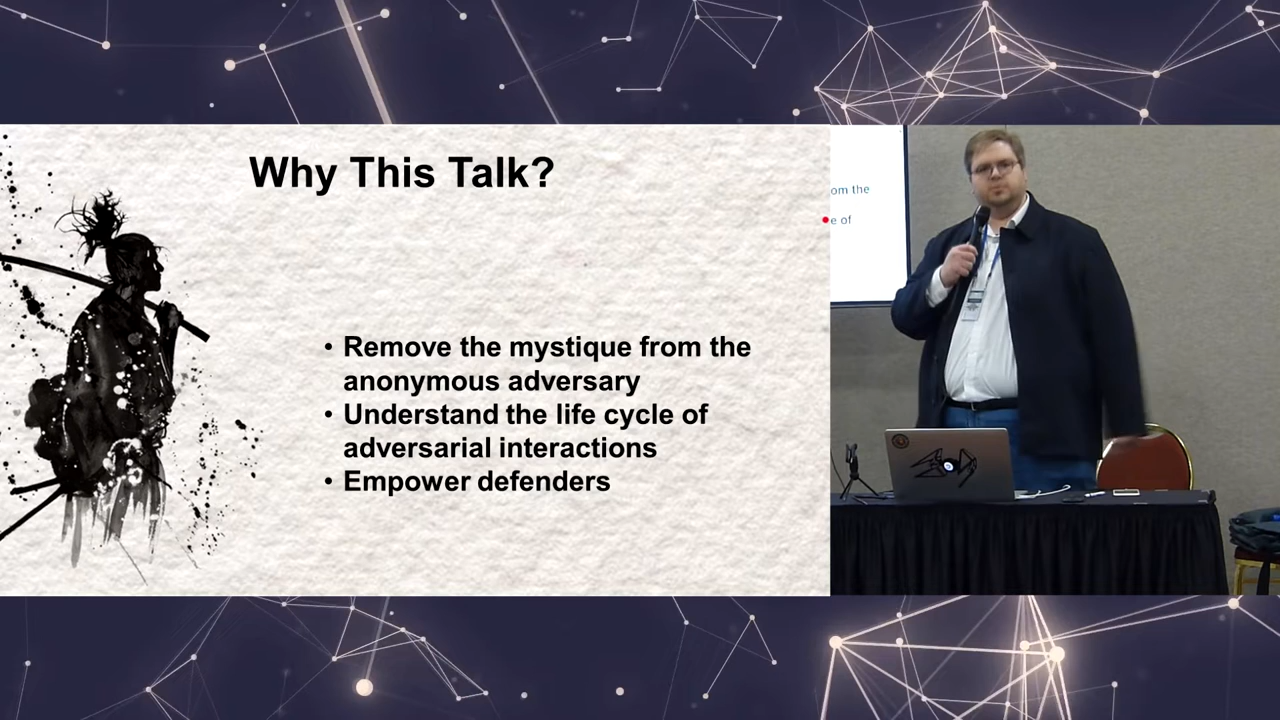 Why This Talk?
• Remove the mystique from the
anonymous adversary
• Understand the life cycle of
adversarial interactions
• Empower defenders
om the
e of